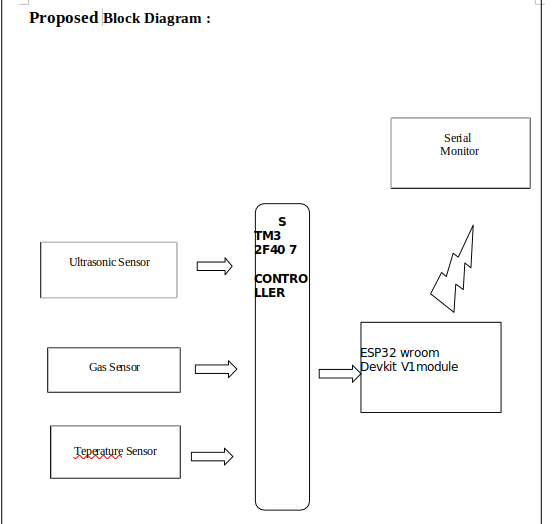 Proposed Block Diagram :
Serial
Monitor
S
TM3
2F40 7
CONTRO
LLER
Ultrasonic Sensor
Gas Sensor
Teperature Sensor
ESP32 wroom
Devkit V1module